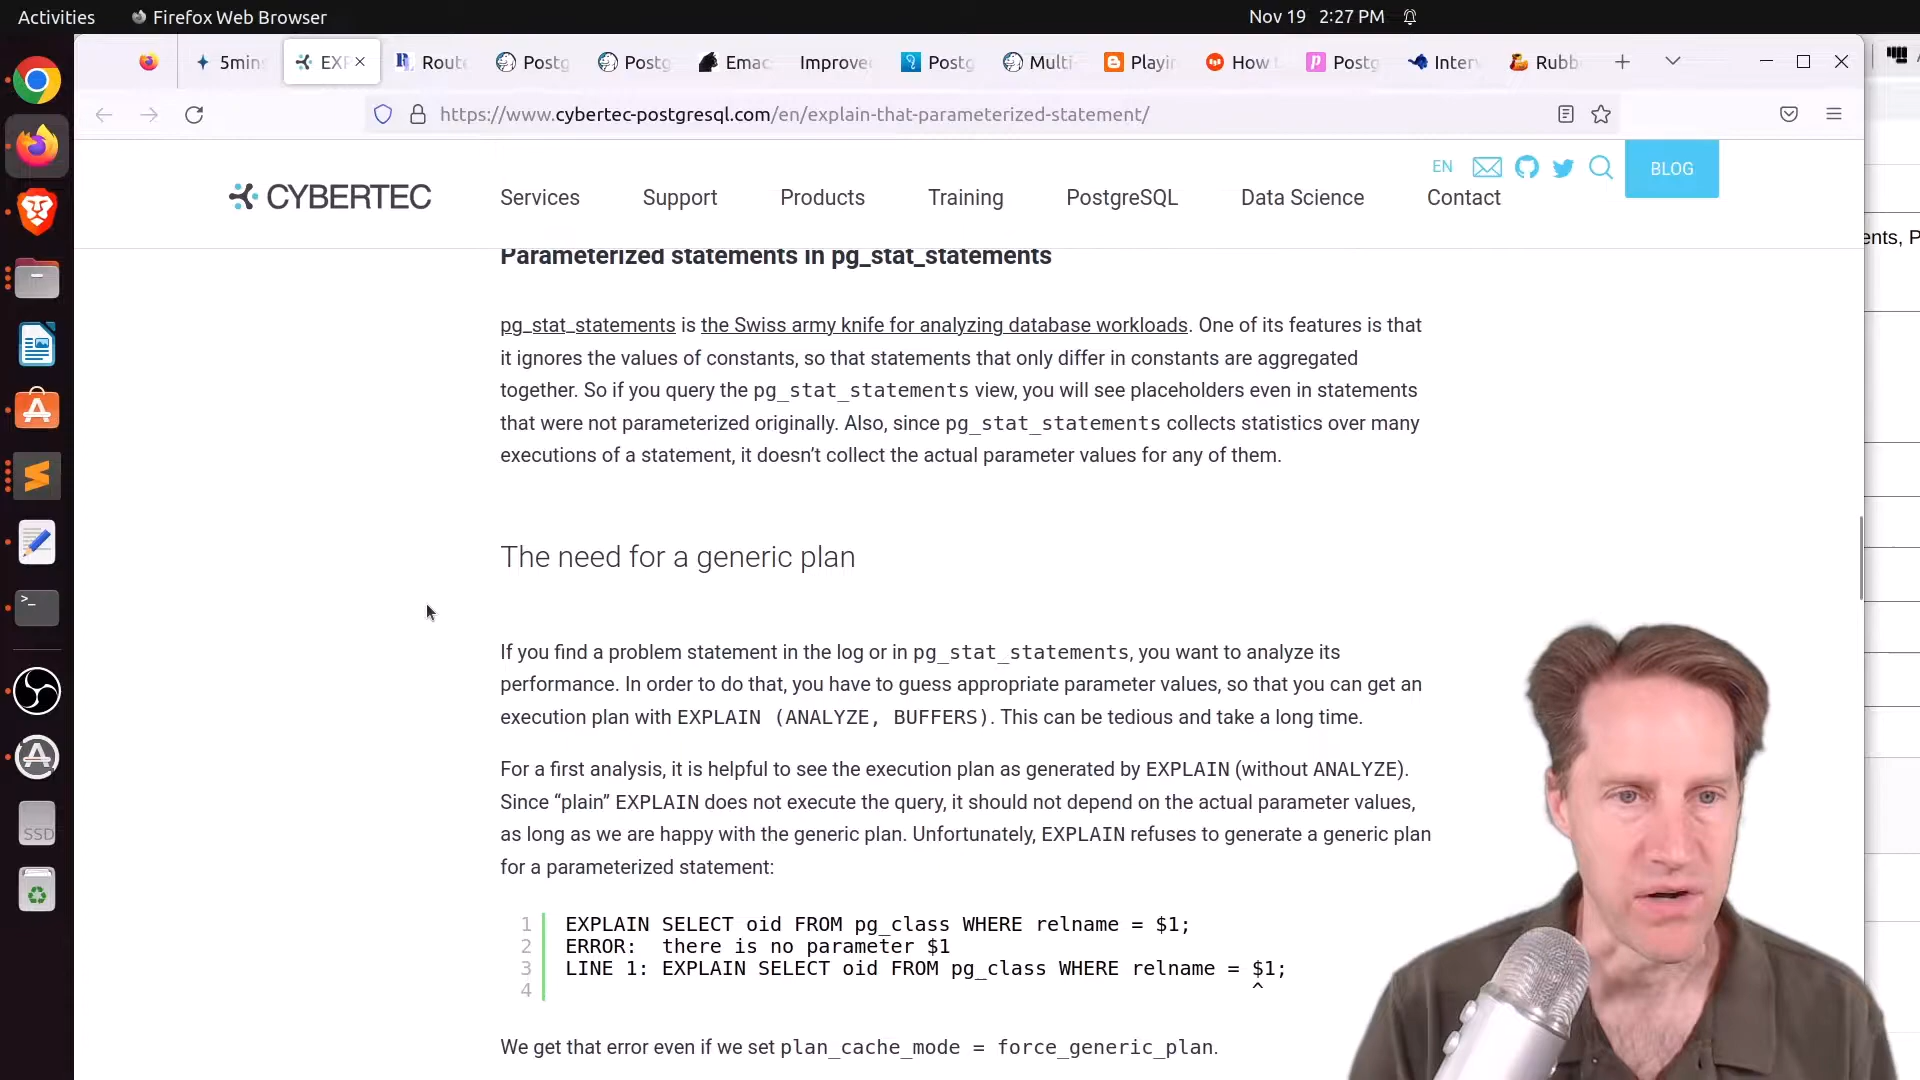 Activities
Firefox Web Browser
Nov 19 2:27 PM
5min
EXP
Rout
Postg
Postg
Emac
Improve
Postg
Multi-
Playin
How
Postg
Inter
Rubb
https://www.cybertec-postgresql.com/en/explain-that-parameterized-statement/
EN
BLOG
CYBERTEC
Services
Support
Products
Training
PostgreSQL
Data Science
Contact
ents, P
Parameterized statements in pg_stat_statements
pg_stat_statements is the Swiss army knife for analyzing database workloads. One of its features is that
it ignores the values of constants, so that statements that only differ in constants are aggregated
together. So if you query the pg_stat_statements view, you will see placeholders even in statements
that were not parameterized originally. Also, since pg_stat_statements collects statistics over many
executions of a statement, it doesn’t collect the actual parameter values for any of them.
The need for a generic plan
If you find a problem statement in the log or in pg_stat_statements, you want to analyze its
performance. In order to do that, you have to guess appropriate parameter values, so that you can get an
execution plan with EXPLAIN (ANALYZE, BUFFERS). This can be tedious and take a long time.
For a first analysis, it is helpful to see the execution plan as generated by EXPLAIN (without ANALYZE).
Since “plain” EXPLAIN does not execute the query, it should not depend on the actual parameter values,
as long as we are happy with the generic plan. Unfortunately, EXPLAIN refuses to generate a generic plan
for a parameterized statement:
1 EXPLAIN SELECT oid FROM pg_class WHERE relname = $1;
2 ERROR:  there is no parameter $1
3 LINE 1: EXPLAIN SELECT oid FROM pg_class WHERE relname = $1;
4 ^
We get that error even if we set plan_cache_mode = force_generic_plan.
SSD